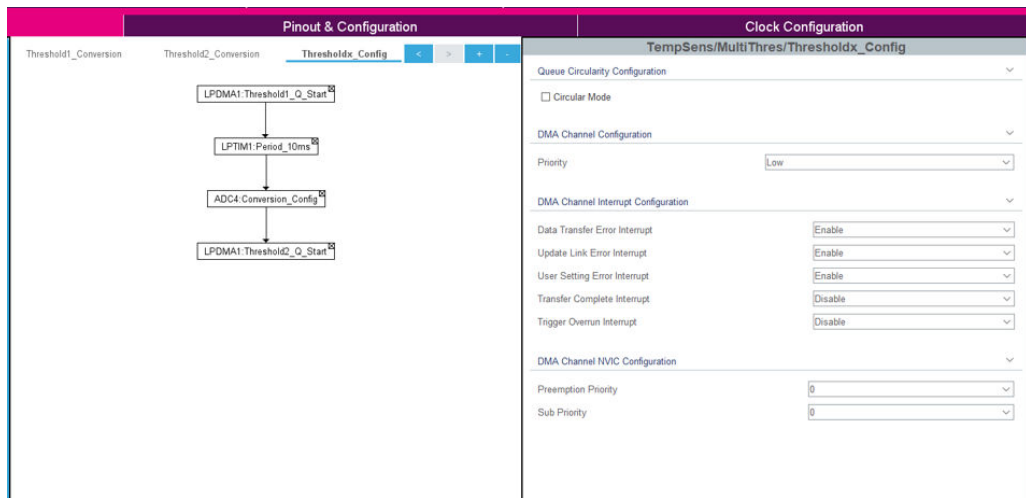 Pinout & Configuration
Clock Configuration
Threshold1_Conversion
Threshold2_Conversion
Thresholdx_Config
<
>
+
-
LPDMA1:Threshold1_Q_Start
LPTIM1:Period_10ms
ADC4:Conversion_Config
LPDMA1:Threshold2_Q_Start
TempSens/MultiThres/Thresholdx_Config
Queue Circularity Configuration
Circular Mode
DMA Channel Configuration
Priority Low
DMA Channel Interrupt Configuration
Data Transfer Error Interrupt Enable
Update Link Error Interrupt Enable
User Setting Error Interrupt Enable
Transfer Complete Interrupt Disable
Trigger Overrun Interrupt Disable
DMA Channel NVIC Configuration
Preemption Priority 0
Sub Priority 0